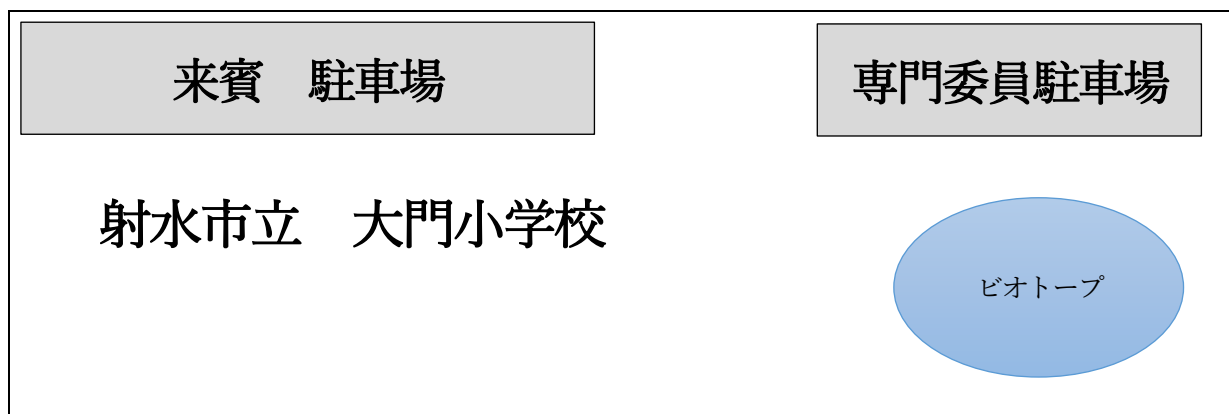 来賓　駐車場
専門委員駐車場
射水市立　大門小学校
ビオトープ